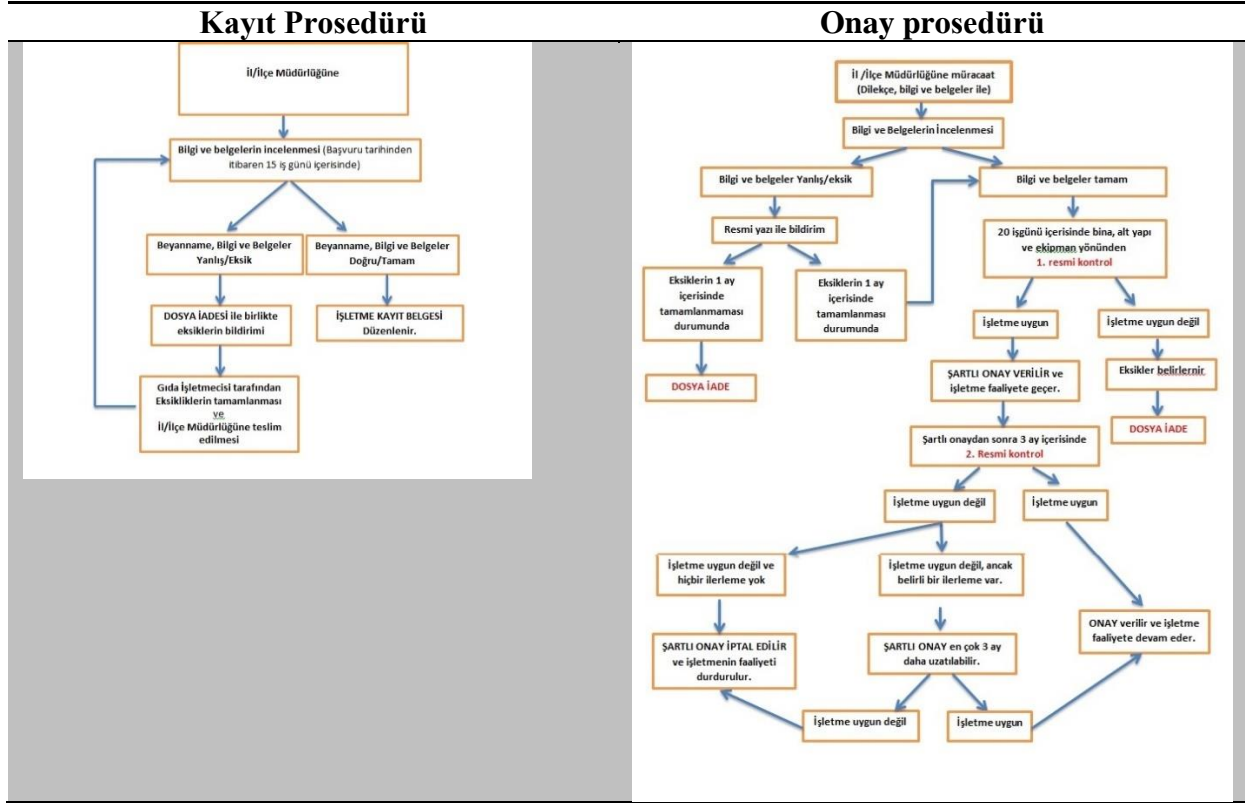 Kayıt Prosedürü
İl/İlçe Müdürlüğüne
Bilgi ve belgelerin incelenmesi (Başvuru tarihinden
itibaren 15 iş günü içerisinde)
Beyanname, Bilgi ve Belgeler
Yanlış/Eksik
Beyanname, Bilgi ve Belgeler
Doğru/Tamam
DOSYA İADESİ ile birlikte
eksiklerin bildirimi
İŞLETME KAYIT BELGESİ
Düzenlenir.
Gıda İşletmecisi tarafından
Eksikliklerin tamamlanması
ve
İl/İlçe Müdürlüğüne teslim
edilmesi
Onay prosedürü
İl /İlçe Müdürlüğüne müracaat
(Dilekçe, bilgi ve belgeler ile)
Bilgi ve Belgelerin İncelenmesi
Bilgi ve belgeler Yanlış/eksik
Bilgi ve belgeler tamam
Resmi yazı ile bildirim
20 işgünü içerisinde bina, alt yapı
ve ekipman yönünden
1. resmi kontrol
Eksiklerin 1 ay
içerisinde
tamamlanmaması
durumunda
Eksiklerin 1 ay
içerisinde
tamamlanması
durumunda
İşletme uygun
İşletme uygun değil
DOSYA İADE
ŞARTLI ONAY VERİLİR ve
işletme faaliyete geçer.
Eksikler belirlernir
DOSYA İADE
Şartlı onaydan sonra 3 ay içerisinde
2. Resmi kontrol
İşletme uygun değil
İşletme uygun
İşletme uygun değil ve
hiçbir ilerleme yok
İşletme uygun değil, ancak
belirli bir ilerleme var.
ONAY verilir ve işletme
faaliyete devam eder.
ŞARTLI ONAY İPTAL EDİLİR
ve işletmenin faaliyeti
durdurulur.
ŞARTLI ONAY en çok 3 ay
daha uzatılabilir.
İşletme uygun değil
İşletme uygun